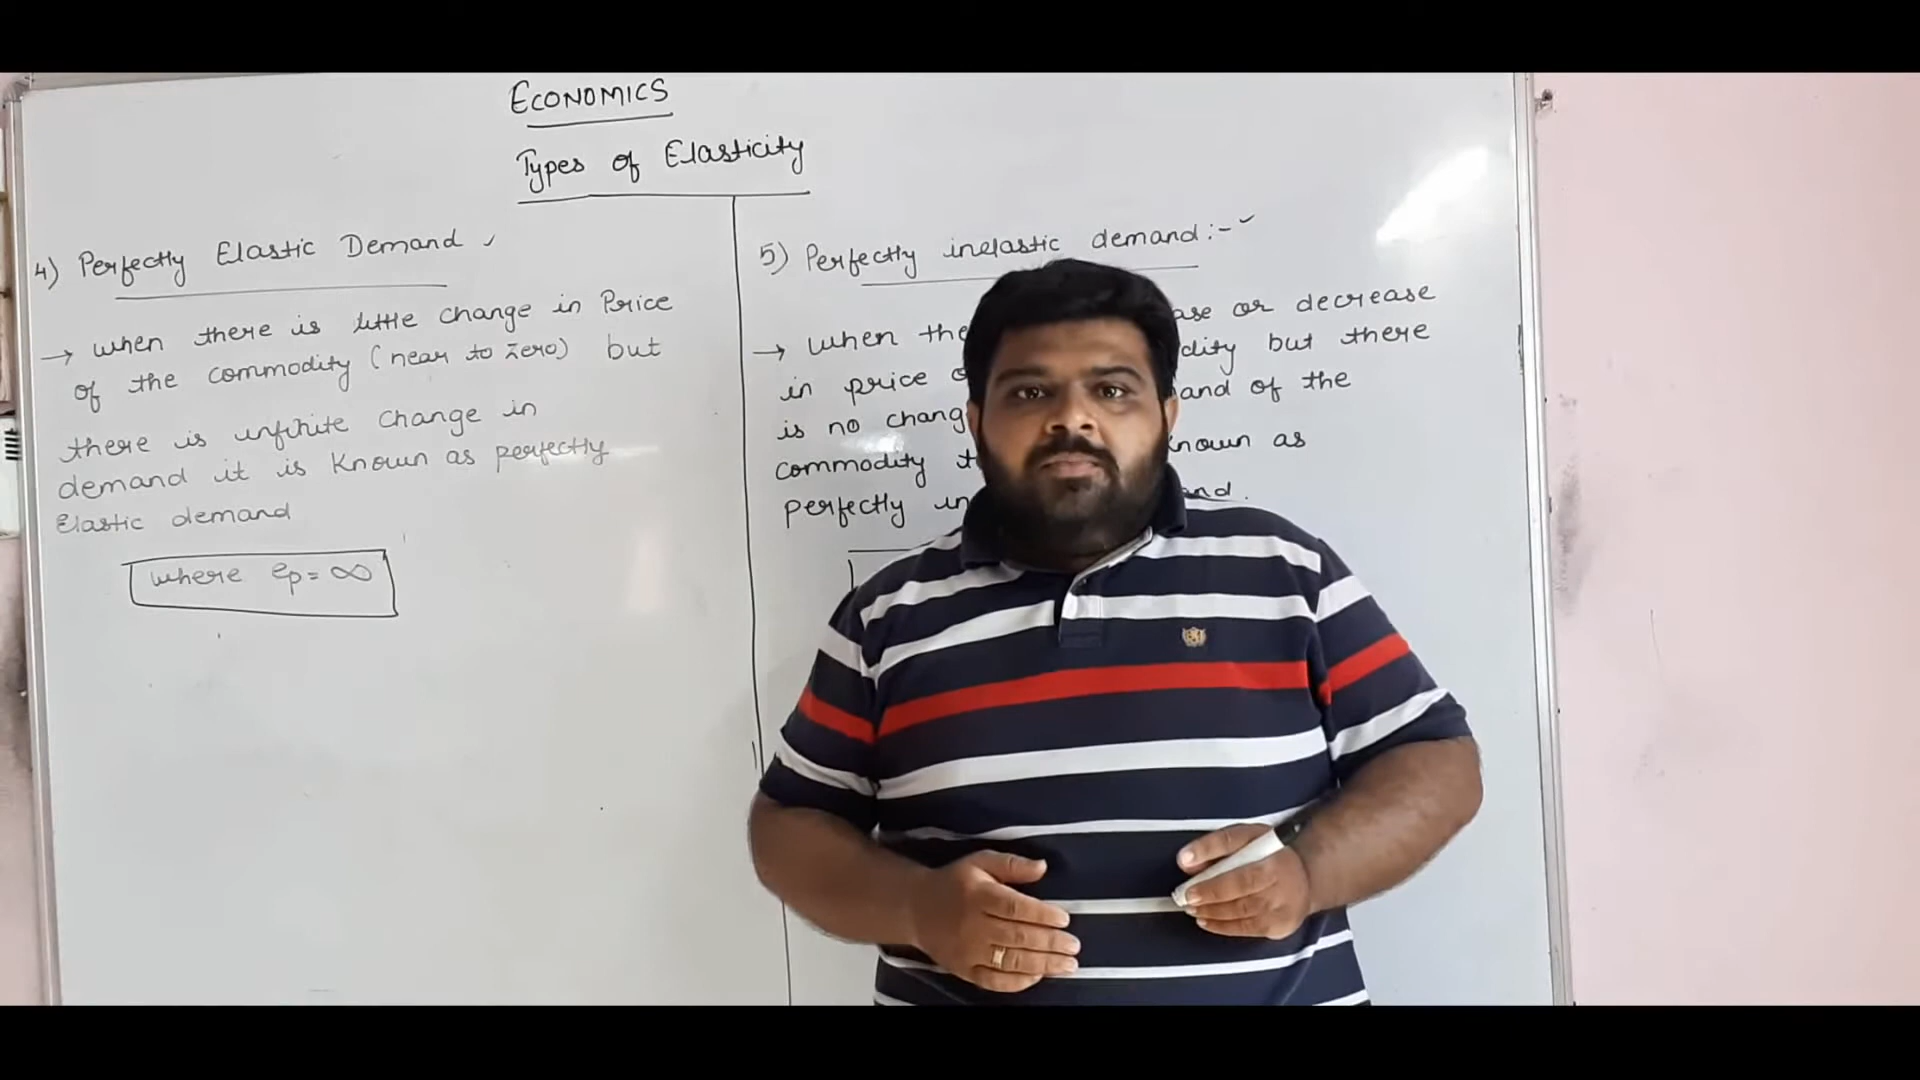 ECONOMICS
Types of Elasticity
4) Perfectly Elastic Demand
→ when there is little change in Price
of the commodity (near to zero) but
there is infinite change in
demand it is known as perfectly
Elastic demand
where ep = ∞
5) Perfectly inelastic demand:-
→ when the ase or decrease
in price dity but there
is no chang and of the
commodity known as
perfectly in and.